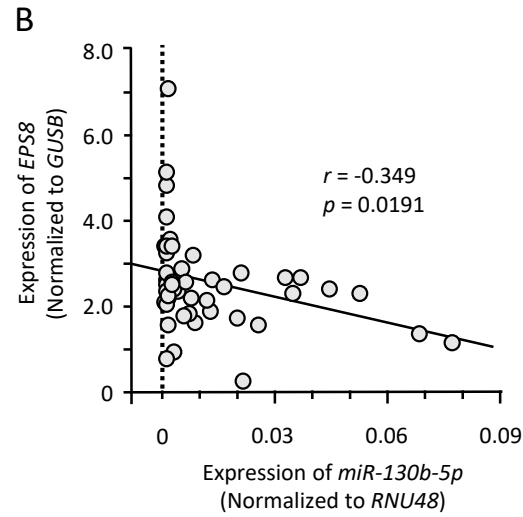 B
8.0
6.0
4.0
2.0
0
Expression of EPS8
(Normalized to GUSB)
r = -0.349
p = 0.0191
0 0.03 0.06 0.09
Expression of miR-130b-5p
(Normalized to RNU48)